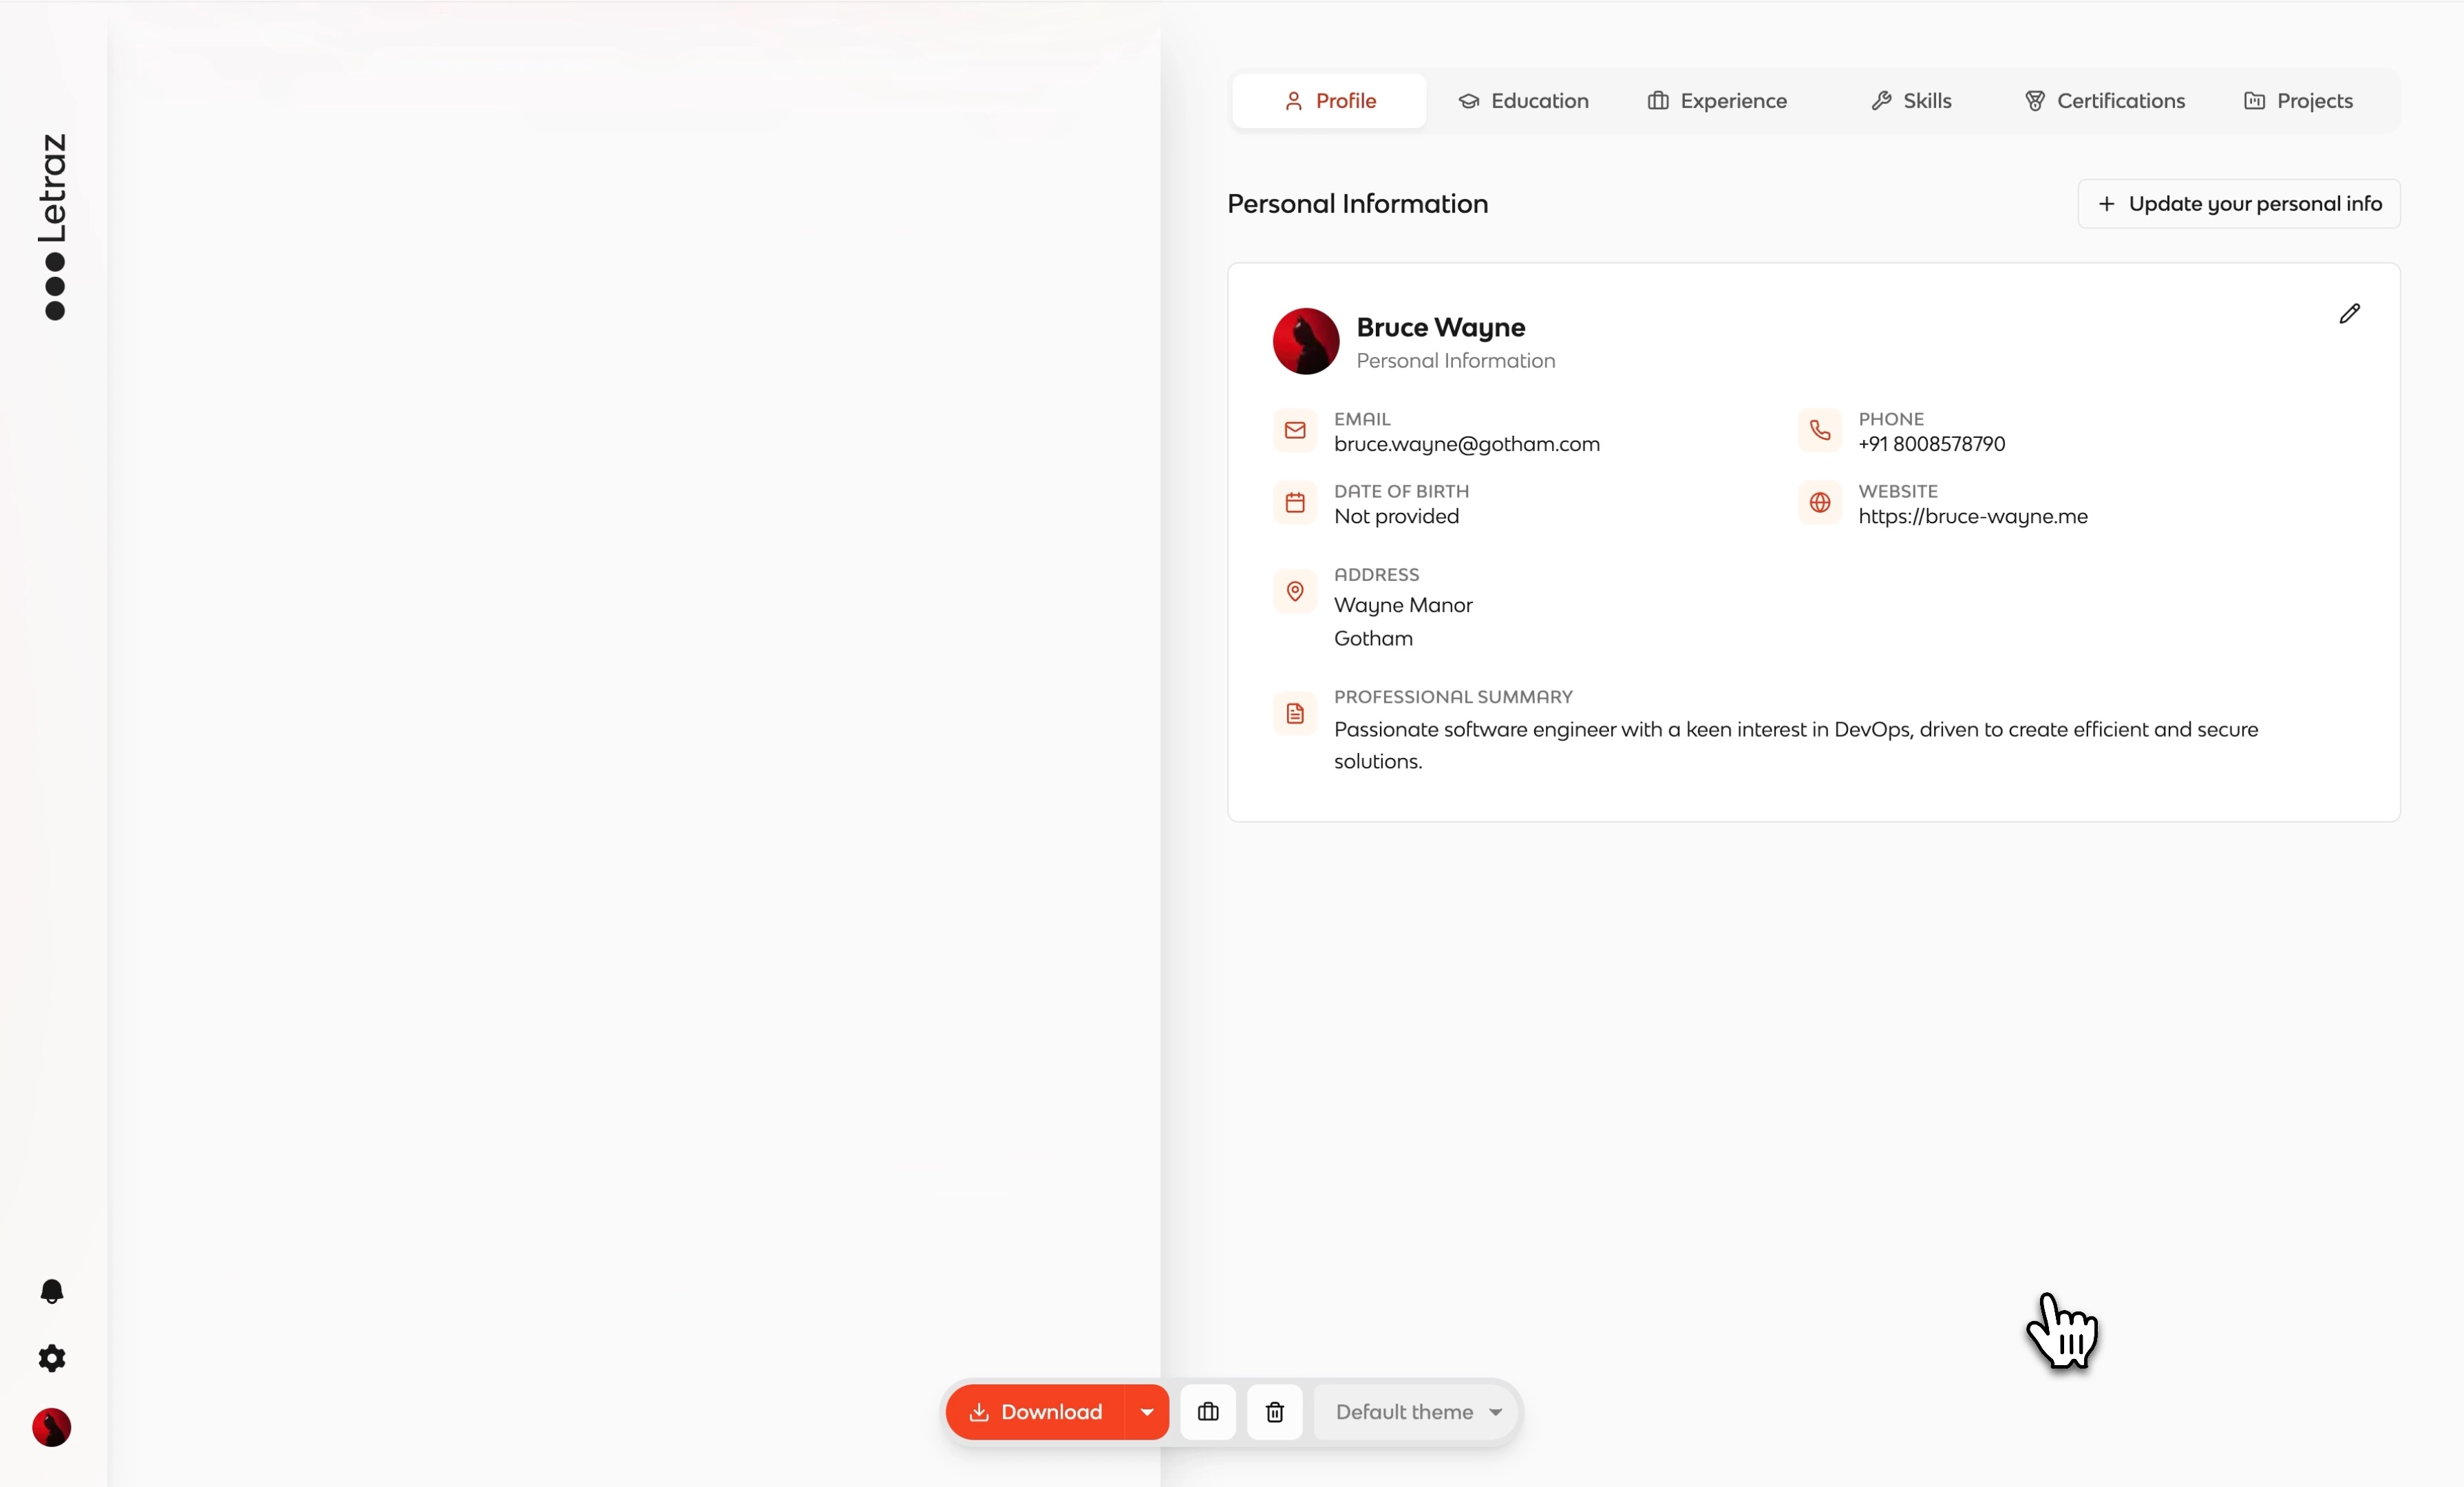 Letraz
Profile
Education
Experience
Skills
Certifications
Projects
Personal Information
Update your personal info
Bruce Wayne
Personal Information
EMAIL
bruce.wayne@gotham.com
PHONE
+91 8008578790
DATE OF BIRTH
Not provided
WEBSITE
https://bruce-wayne.me
ADDRESS
Wayne Manor
Gotham
PROFESSIONAL SUMMARY
Passionate software engineer with a keen interest in DevOps, driven to create efficient and secure
solutions.
Download
Default theme